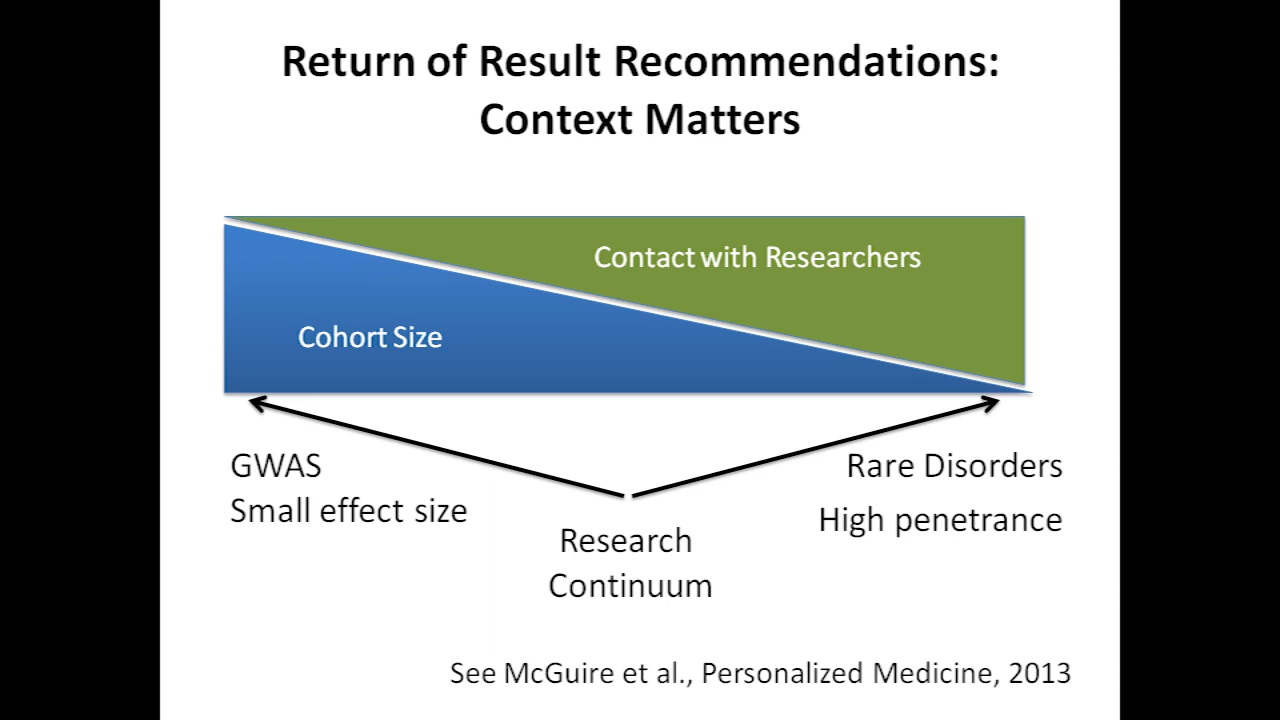 Return of Result Recommendations:
Context Matters
Contact with Researchers
Cohort Size
GWAS
Small effect size
Rare Disorders
High penetrance
Research
Continuum
See McGuire et al., Personalized Medicine, 2013